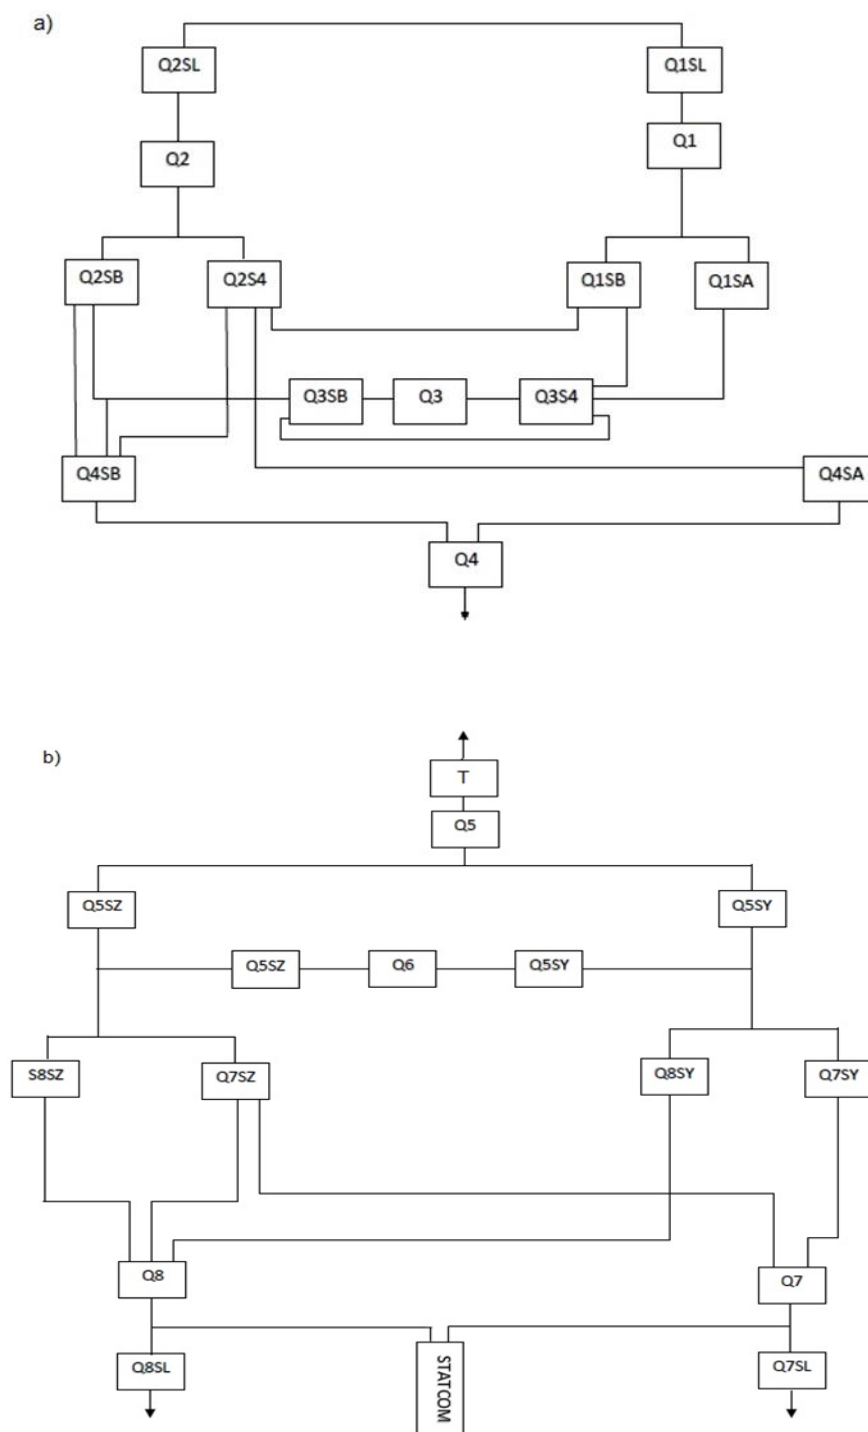 a)
Q2SL Q1SL
Q2 Q1
Q2SB Q2S4 Q1SB Q1SA
Q3SB Q3 Q3S4
Q4SB Q4SA
Q4
b)
T
Q5
Q5SZ Q5SY
Q5SZ Q6 Q5SY
S8SZ Q7SZ Q8SY Q7SY
Q8 Q7
Q8SL STATCOM Q7SL